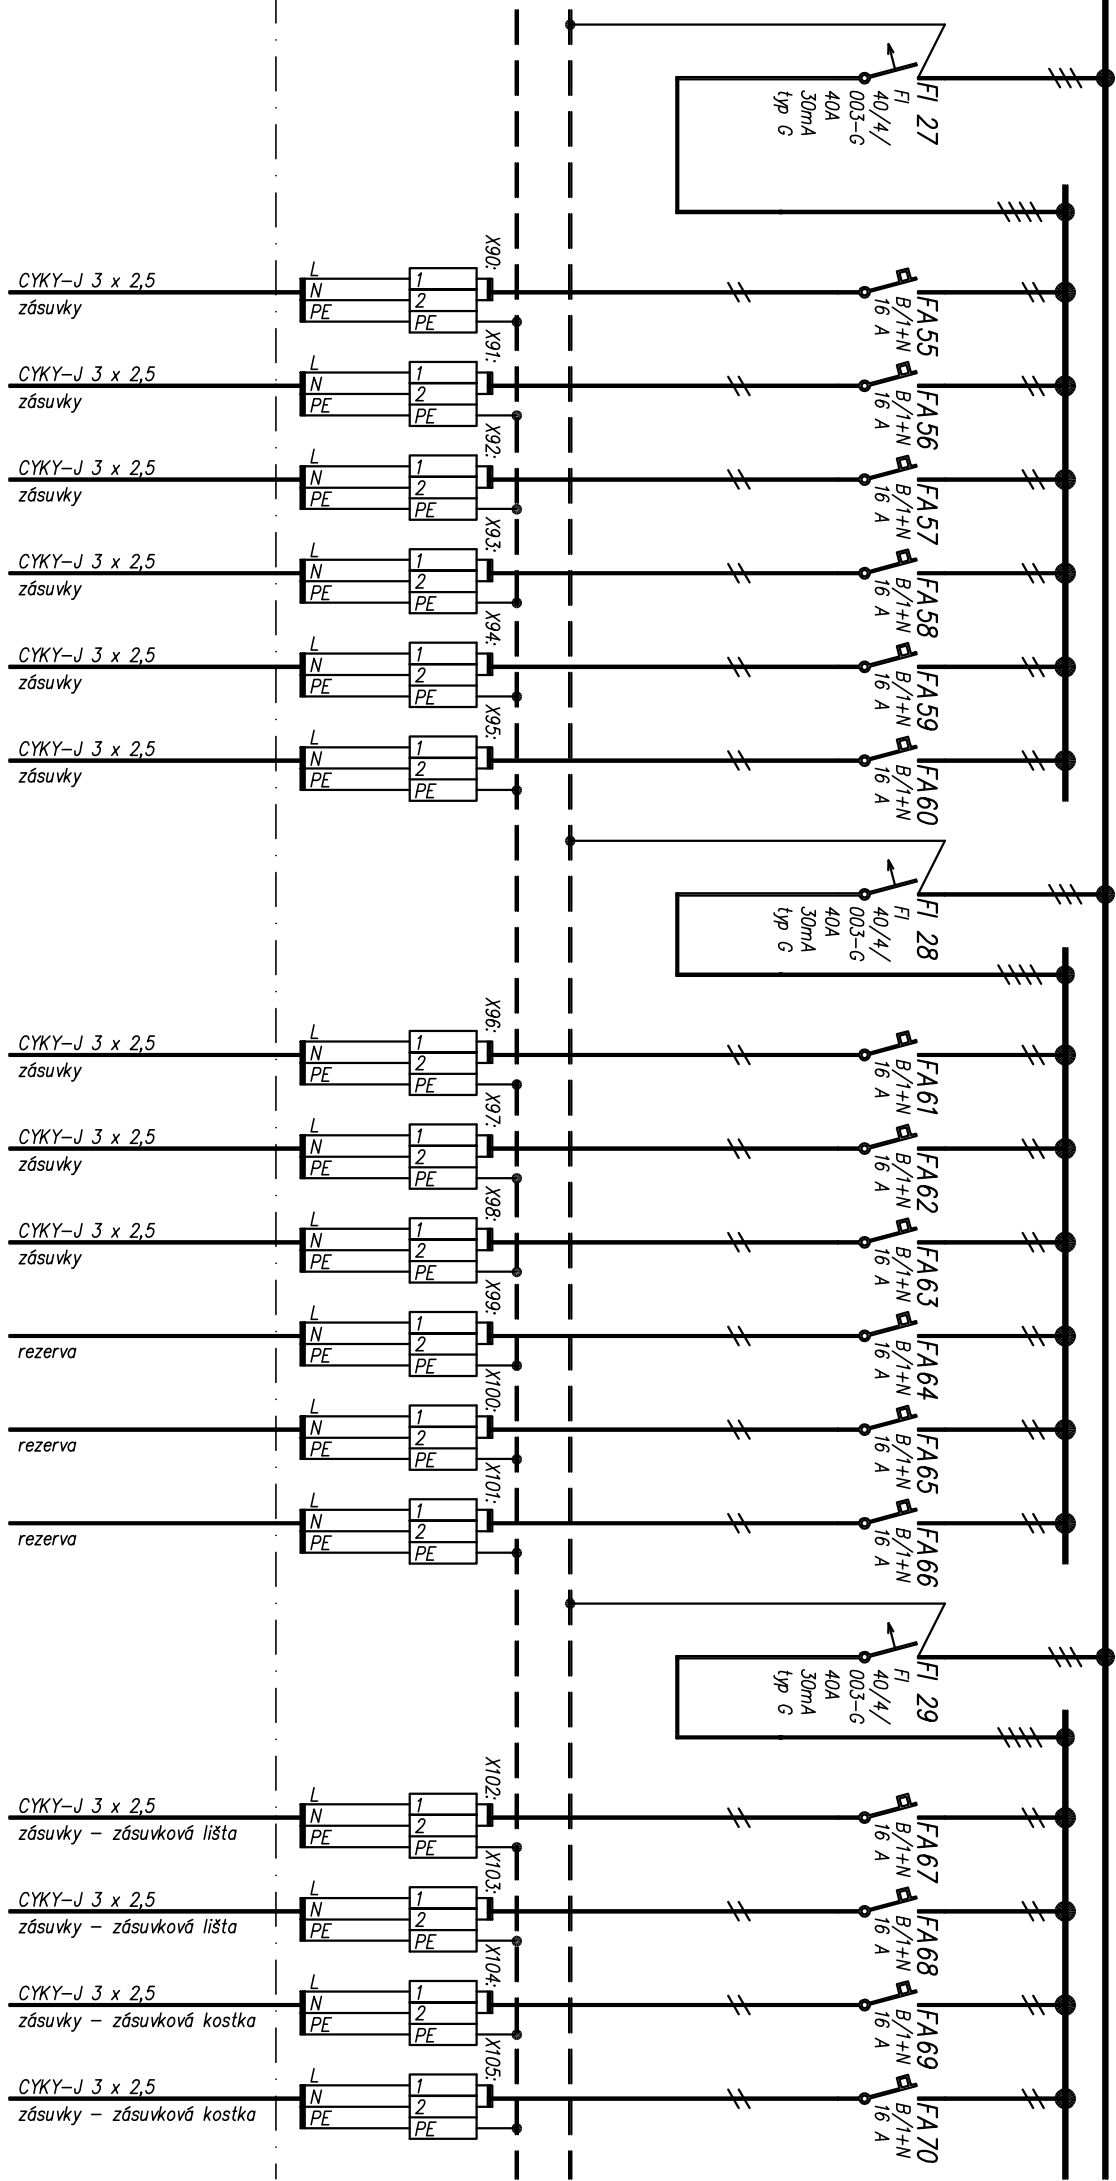 FI 27
FI
40/4/
003-G
40A
30mA
typ G
X90:
CYKY-J 3 x 2,5
zásuvky
L
N
PE
1
2
PE
FA55
B/1+N
16 A
X91:
CYKY-J 3 x 2,5
zásuvky
L
N
PE
1
2
PE
FA56
B/1+N
16 A
X92:
CYKY-J 3 x 2,5
zásuvky
L
N
PE
1
2
PE
FA57
B/1+N
16 A
X93:
CYKY-J 3 x 2,5
zásuvky
L
N
PE
1
2
PE
FA58
B/1+N
16 A
X94:
CYKY-J 3 x 2,5
zásuvky
L
N
PE
1
2
PE
FA59
B/1+N
16 A
X95:
CYKY-J 3 x 2,5
zásuvky
L
N
PE
1
2
PE
FA60
B/1+N
16 A
FI 28
FI
40/4/
003-G
40A
30mA
typ G
X96:
CYKY-J 3 x 2,5
zásuvky
L
N
PE
1
2
PE
FA61
B/1+N
16 A
X97:
CYKY-J 3 x 2,5
zásuvky
L
N
PE
1
2
PE
FA62
B/1+N
16 A
X98:
CYKY-J 3 x 2,5
zásuvky
L
N
PE
1
2
PE
FA63
B/1+N
16 A
X99:
rezerva
L
N
PE
1
2
PE
FA64
B/1+N
16 A
X100:
rezerva
L
N
PE
1
2
PE
FA65
B/1+N
16 A
X101:
rezerva
L
N
PE
1
2
PE
FA66
B/1+N
16 A
FI 29
FI
40/4/
003-G
40A
30mA
typ G
X102:
CYKY-J 3 x 2,5
zásuvky - zásuvková lišta
L
N
PE
1
2
PE
FA67
B/1+N
16 A
X103:
CYKY-J 3 x 2,5
zásuvky - zásuvková lišta
L
N
PE
1
2
PE
FA68
B/1+N
16 A
X104:
CYKY-J 3 x 2,5
zásuvky - zásuvková kostka
L
N
PE
1
2
PE
FA69
B/1+N
16 A
X105:
CYKY-J 3 x 2,5
zásuvky - zásuvková kostka
L
N
PE
1
2
PE
FA70
B/1+N
16 A